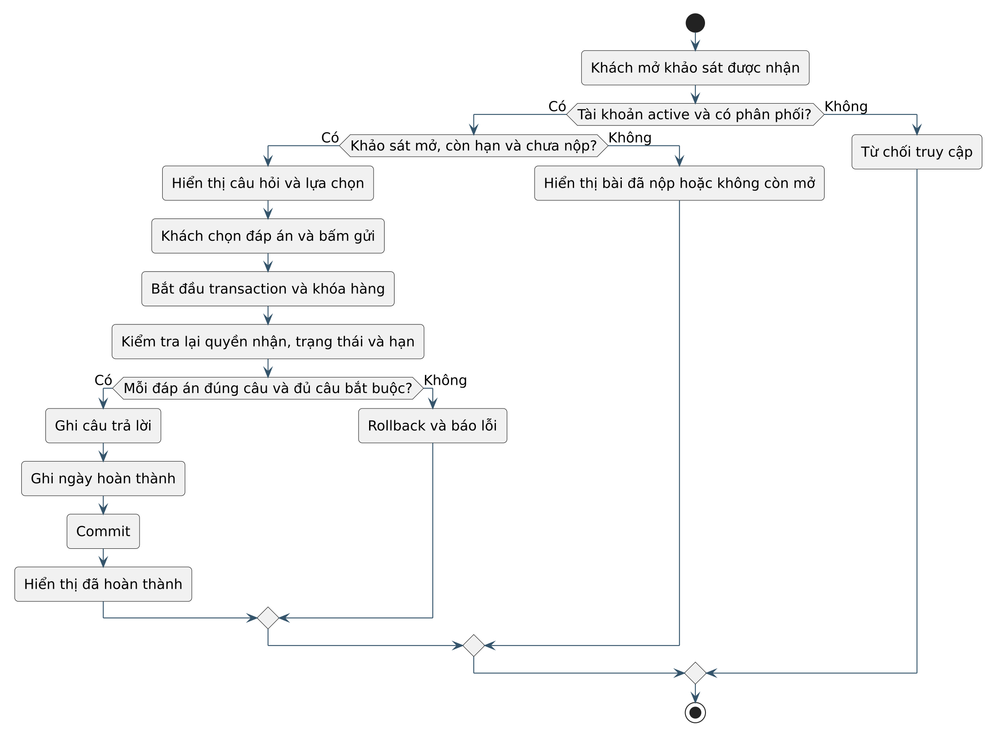 Khách mở khảo sát được nhận
Có
Tài khoản active và có phân phối?
Không
Có
Khảo sát mở, còn hạn và chưa nộp?
Không
Từ chối truy cập
Hiển thị câu hỏi và lựa chọn
Hiển thị bài đã nộp hoặc không còn mở
Khách chọn đáp án và bấm gửi
Bắt đầu transaction và khóa hàng
Kiểm tra lại quyền nhận, trạng thái và hạn
Có
Mỗi đáp án đúng câu và đủ câu bắt buộc?
Không
Ghi câu trả lời
Rollback và báo lỗi
Ghi ngày hoàn thành
Commit
Hiển thị đã hoàn thành